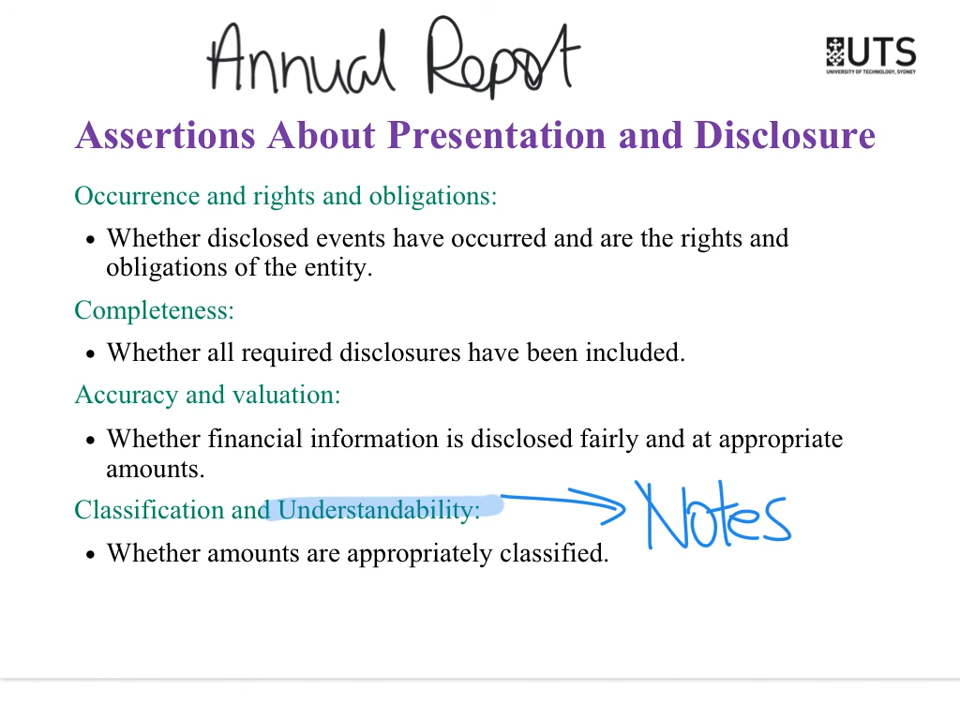 Annual Report
UTS
UNIVERSITY OF TECHNOLOGY, SYDNEY
Assertions About Presentation and Disclosure
Occurrence and rights and obligations:
• Whether disclosed events have occurred and are the rights and
obligations of the entity.
Completeness:
• Whether all required disclosures have been included.
Accuracy and valuation:
• Whether financial information is disclosed fairly and at appropriate
amounts.
Classification and Understandability:
Notes
• Whether amounts are appropriately classified.